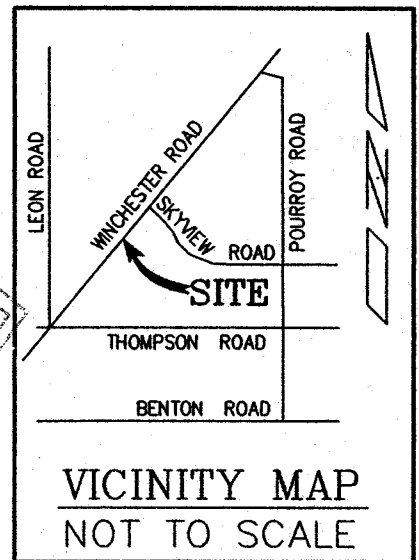 LEON ROAD
WINCHESTER ROAD
SKYVIEW
ROAD
POURROY ROAD
N
SITE
THOMPSON ROAD
BENTON ROAD
VICINITY MAP
NOT TO SCALE